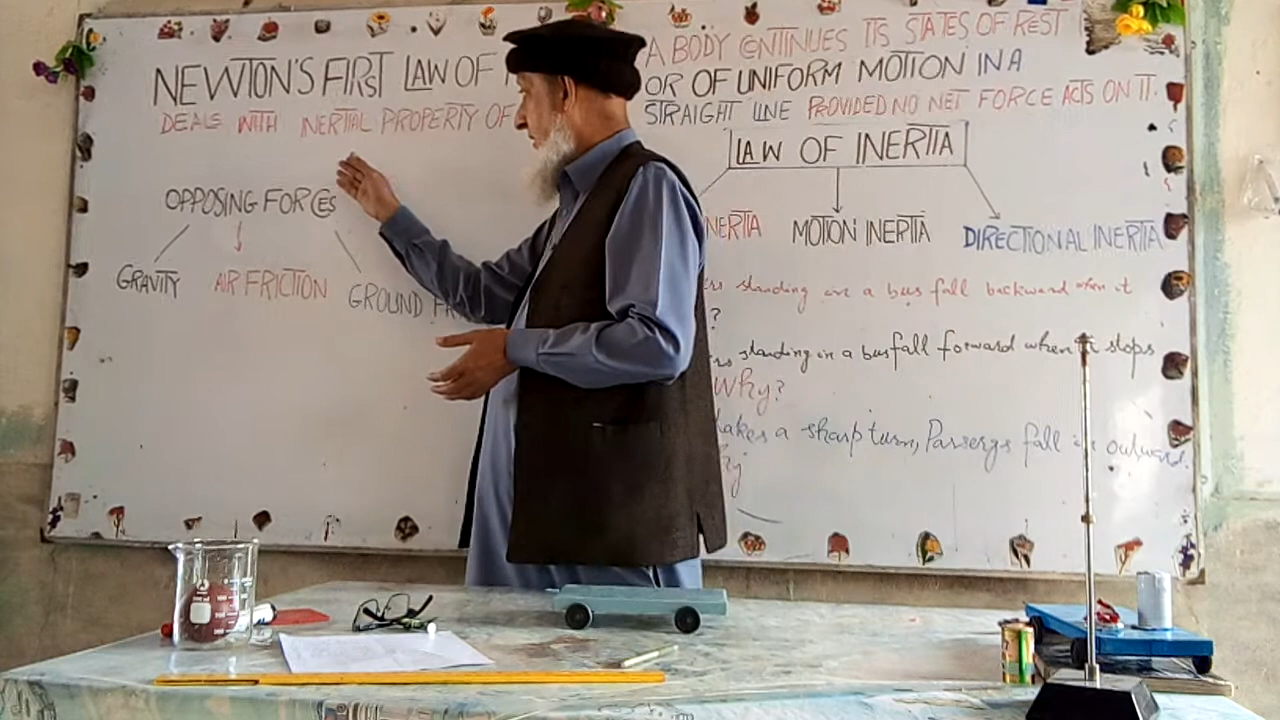 NEWTON'S FIRST LAW OF
DEALS WITH INERTIAL PROPERTY OF
OPPOSING FORCES
GRAVITY AIR FRICTION GROUND
A BODY CONTINUES ITS STATES OF REST
OR OF UNIFORM MOTION IN A
STRAIGHT LINE PROVIDED NO NET FORCE ACTS ON IT.
LAW OF INERTIA
INERTIA MOTION INERTIA DIRECTIONAL INERTIA
standing in a bus fall backward when it
?
standing in a bus fall forward when it stops
Why?
takes a sharp turn, Passergs fall in outward.